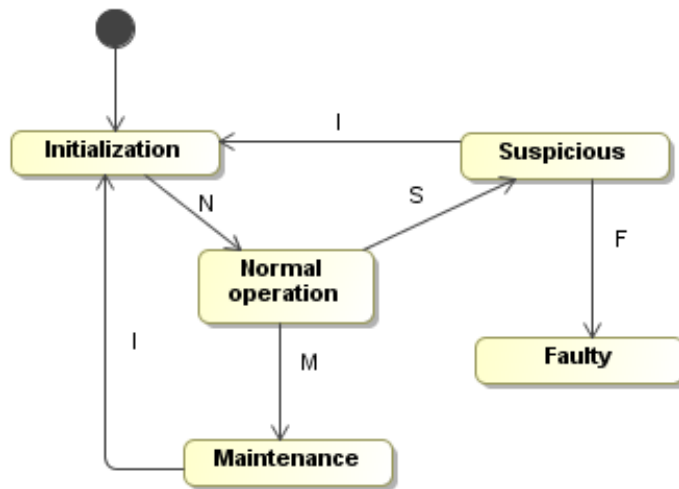 I
Initialization
Suspicious
N
S
Normal
operation
F
I
M
Faulty
Maintenance